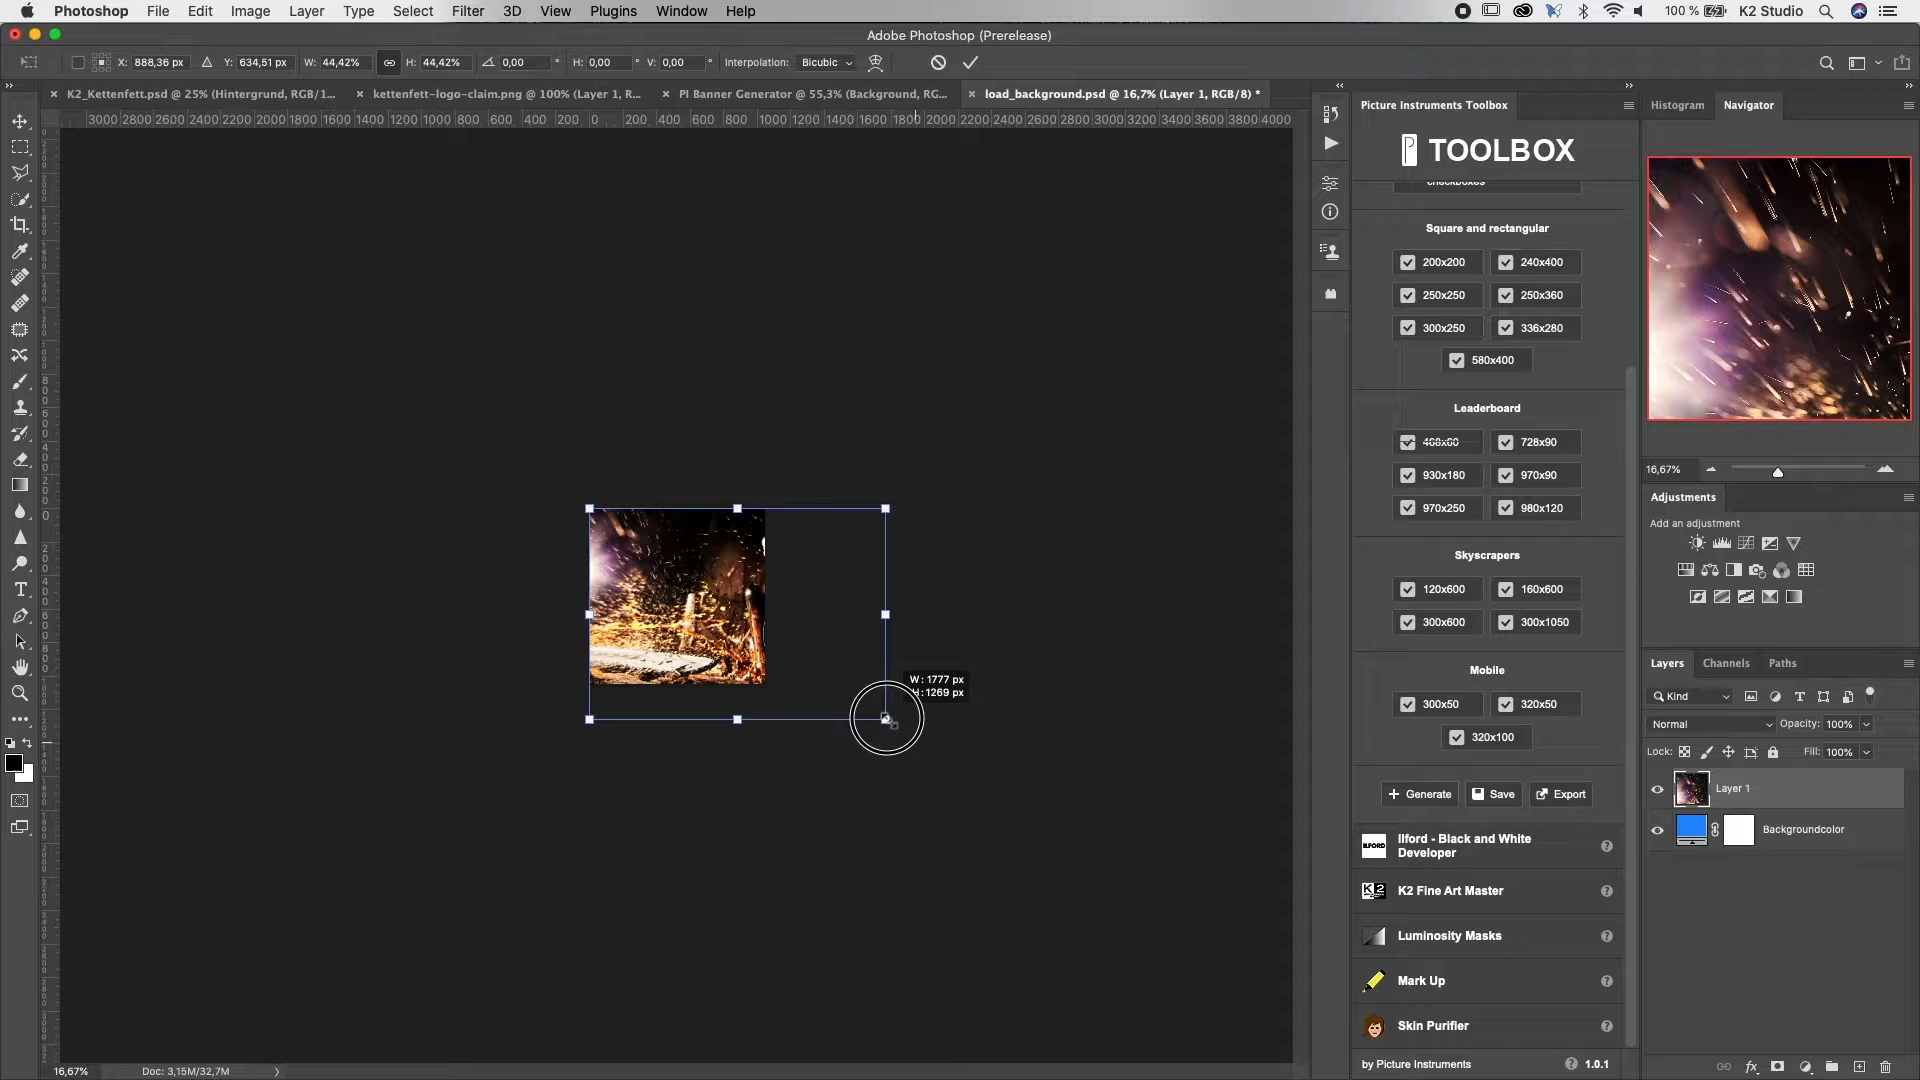 Photoshop File Edit Image Layer Type Select Filter 3D View Plugins Window Help 100 % K2 Studio
Adobe Photoshop (Prerelease)
X: 888,36 px Y: 634,51 px W: 44,42% H: 44,42% 0,00 ° H: 0,00 ° V: 0,00 ° Interpolation: Bicubic
K2_Kettenfett.psd @ 25% (Hintergrund, RGB/1... kettenfett-logo-claim.png @ 100% (Layer 1, R... PI Banner Generator @ 55,3% (Background, RG... load_background.psd @ 16,7% (Layer 1, RGB/8) *
3000 2800 2600 2400 2200 2000 1800 1600 1400 1200 1000 800 600 400 200 0 200 400 600 800 1000 1200 1400 1600 1800 2000 2200 2400 2600 2800 3000 3200 3400 3600 3800 4000
Picture Instruments Toolbox
TOOLBOX
checkboxes
Square and rectangular
200x200 240x400
250x250 250x360
300x250 336x280
580x400
Leaderboard
468x60 728x90
930x180 970x90
970x250 980x120
Skyscrapers
120x600 160x600
300x600 300x1050
Mobile
300x50 320x50
320x100
Generate Save Export
ILFORD Ilford - Black and White
Developer
K2 K2 Fine Art Master
Luminosity Masks
Mark Up
Skin Purifier
by Picture Instruments 1.0.1
Histogram Navigator
16,67%
Adjustments
Add an adjustment
Layers Channels Paths
Kind
Normal Opacity: 100%
Lock: Fill: 100%
Layer 1
Backgroundcolor
W: 1777 px
H: 1269 px
16,67% Doc: 3,15M/32,7M